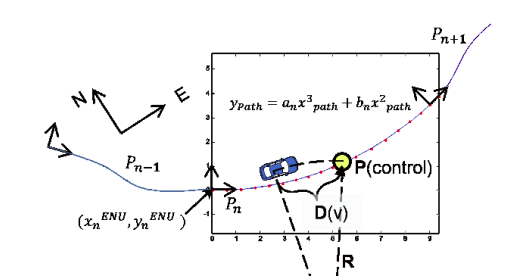 P_{n+1}
N
E
y_{Path} = a_n x^3_{path} + b_n x^2_{path}
P_{n-1}
P(control)
D(v)
P_n
(x_n^{ENU}, y_n^{ENU})
R
5
4
3
2
1
0
-1
0 1 2 3 4 5 6 7 8 9